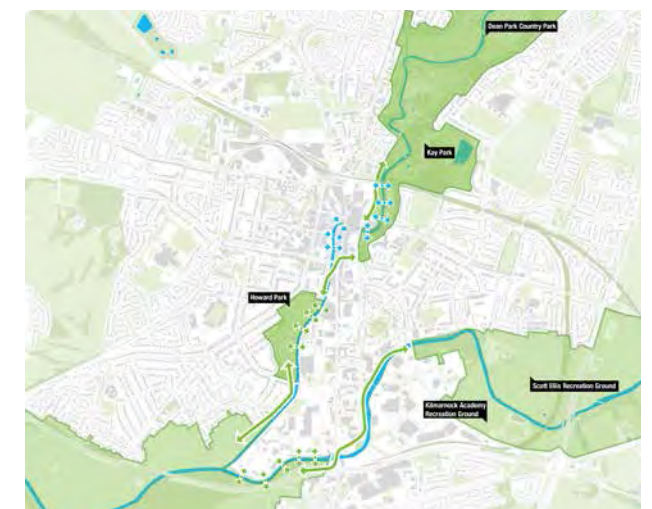 Dean Park Country Park
Kay Park
Howard Park
Scott Ellis Recreation Ground
Kilmarnock Academy
Recreation Ground